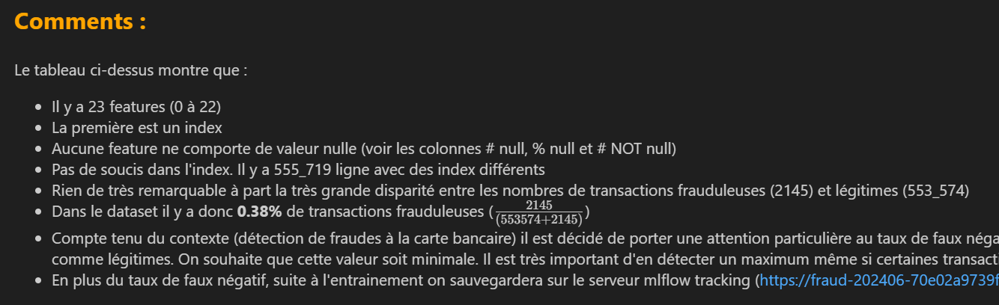 Comments :
Le tableau ci-dessus montre que :
Il y a 23 features (0 à 22)
La première est un index
Aucune feature ne comporte de valeur nulle (voir les colonnes # null, % null et # NOT null)
Pas de soucis dans l'index. Il y a 555_719 ligne avec des index différents
Rien de très remarquable à part la très grande disparité entre les nombres de transactions frauduleuses (2145) et légitimes (553_574)
Dans le dataset il y a donc 0.38% de transactions frauduleuses (2145/(553574+2145))
Compte tenu du contexte (détection de fraudes à la carte bancaire) il est décidé de porter une attention particulière au taux de faux néga
comme légitimes. On souhaite que cette valeur soit minimale. Il est très important d'en détecter un maximum même si certaines transacti
En plus du taux de faux négatif, suite à l'entrainement on sauvegardera sur le serveur mlflow tracking (https://fraud-202406-70e02a9739f